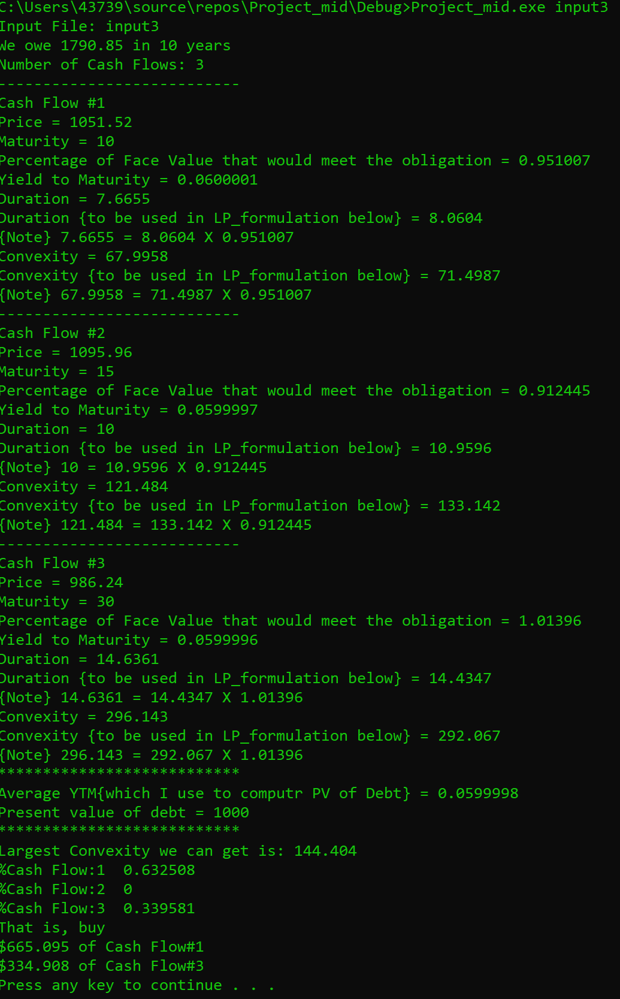 C:\Users\43739\source\repos\Project_mid\Debug>Project_mid.exe input3
Input File: input3
We owe 1790.85 in 10 years
Number of Cash Flows: 3
---------------------------
Cash Flow #1
Price = 1051.52
Maturity = 10
Percentage of Face Value that would meet the obligation = 0.951007
Yield to Maturity = 0.0600001
Duration = 7.6655
Duration {to be used in LP_formulation below} = 8.0604
{Note} 7.6655 = 8.0604 X 0.951007
Convexity = 67.9958
Convexity {to be used in LP_formulation below} = 71.4987
{Note} 67.9958 = 71.4987 X 0.951007
---------------------------
Cash Flow #2
Price = 1095.96
Maturity = 15
Percentage of Face Value that would meet the obligation = 0.912445
Yield to Maturity = 0.0599997
Duration = 10
Duration {to be used in LP_formulation below} = 10.9596
{Note} 10 = 10.9596 X 0.912445
Convexity = 121.484
Convexity {to be used in LP_formulation below} = 133.142
{Note} 121.484 = 133.142 X 0.912445
---------------------------
Cash Flow #3
Price = 986.24
Maturity = 30
Percentage of Face Value that would meet the obligation = 1.01396
Yield to Maturity = 0.0599996
Duration = 14.6361
Duration {to be used in LP_formulation below} = 14.4347
{Note} 14.6361 = 14.4347 X 1.01396
Convexity = 296.143
Convexity {to be used in LP_formulation below} = 292.067
{Note} 296.143 = 292.067 X 1.01396
***************************
Average YTM{which I use to computr PV of Debt} = 0.0599998
Present value of debt = 1000
***************************
Largest Convexity we can get is: 144.404
%Cash Flow:1  0.632508
%Cash Flow:2  0
%Cash Flow:3  0.339581
That is, buy
$665.095 of Cash Flow#1
$334.908 of Cash Flow#3
Press any key to continue . . .